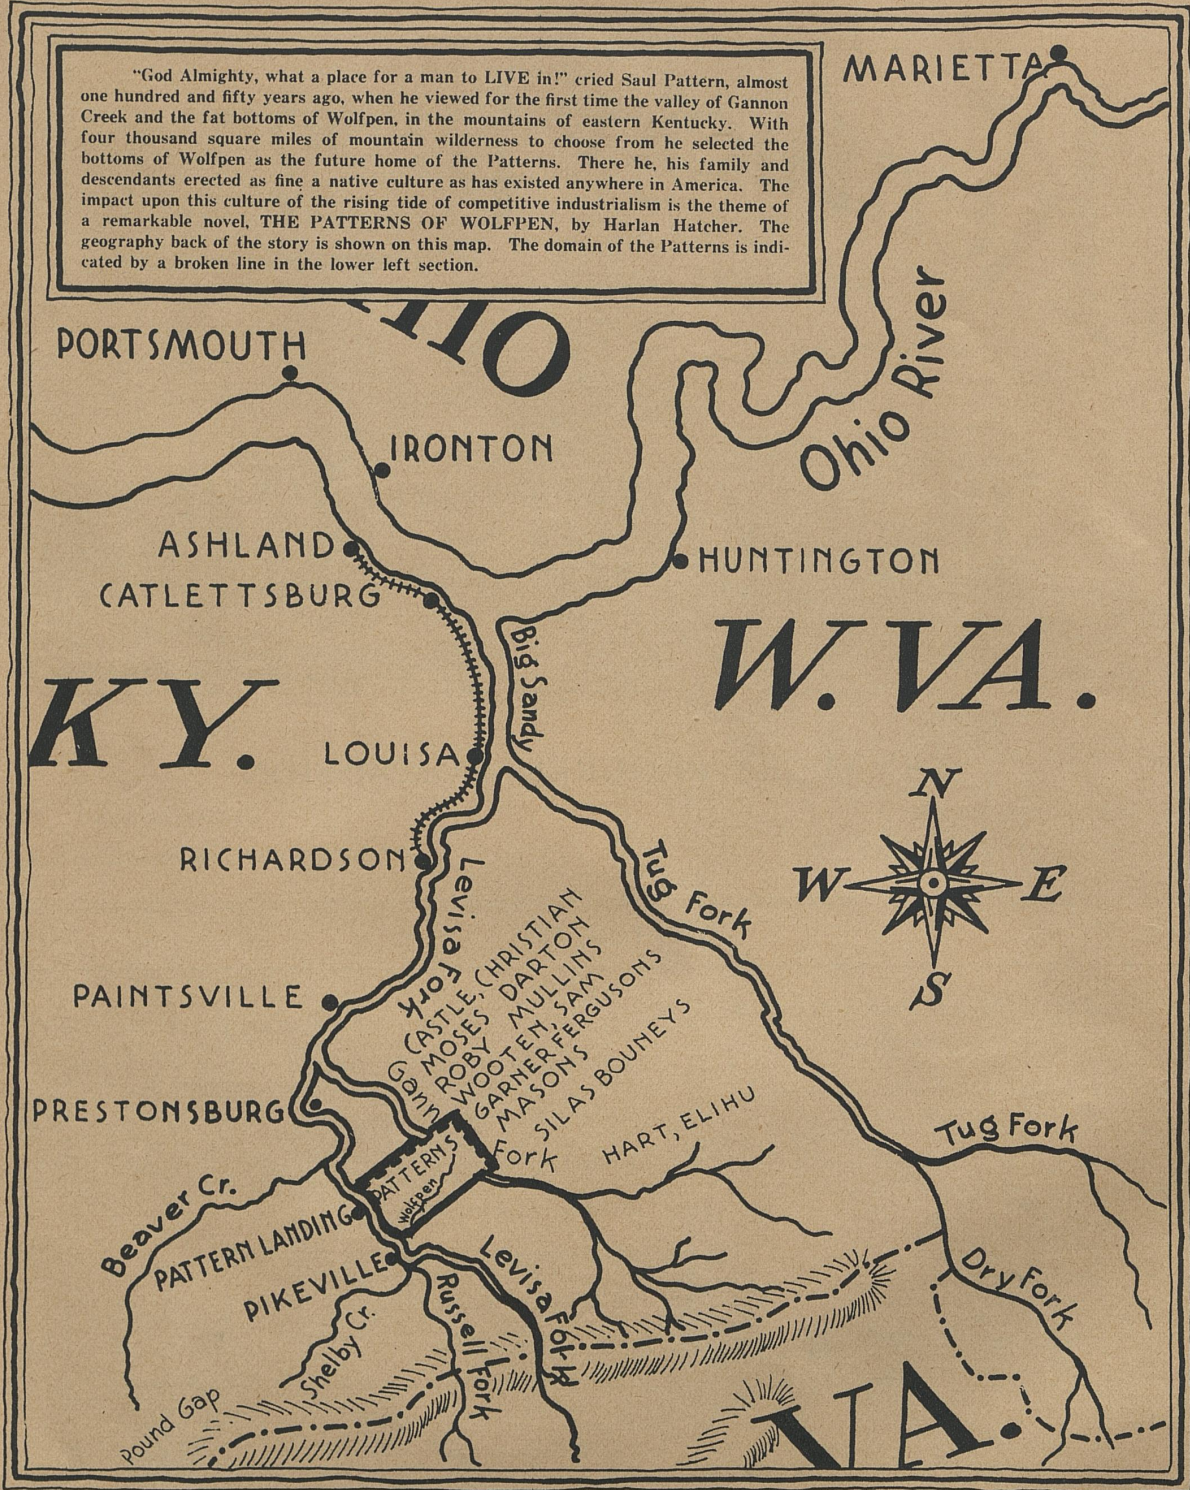 "God Almighty, what a place for a man to LIVE in!" cried Saul Pattern, almost
one hundred and fifty years ago, when he viewed for the first time the valley of Gannon
Creek and the fat bottoms of Wolfpen, in the mountains of eastern Kentucky. With
four thousand square miles of mountain wilderness to choose from he selected the
bottoms of Wolfpen as the future home of the Patterns. There he, his family and
descendants erected as fine a native culture as has existed anywhere in America. The
impact upon this culture of the rising tide of competitive industrialism is the theme of
a remarkable novel, THE PATTERNS OF WOLFPEN, by Harlan Hatcher. The
geography back of the story is shown on this map. The domain of the Patterns is indi-
cated by a broken line in the lower left section.
MARIETTA
OHIO
PORTSMOUTH
Ohio River
IRONTON
ASHLAND
HUNTINGTON
CATLETTSBURG
Big Sandy
W. VA.
KY.
LOUISA
N
W
E
S
RICHARDSON
Levisa Fork
Tug Fork
PAINTSVILLE
CASTLE, CHRISTIAN
MOSES DARTON
ROBY MULLINS
WOOTEN, SAM
GARNER FERGUSONS
MASONS
SILAS BOUNEYS
HART, ELIHU
Gann
Fork
PRESTONSBURG
Tug Fork
PATTERNS
Wolfpen
Beaver Cr.
PATTERN LANDING
PIKEVILLE
Levisa Fork
Russell Fork
Shelby Cr.
Dry Fork
Pound Gap
VA.